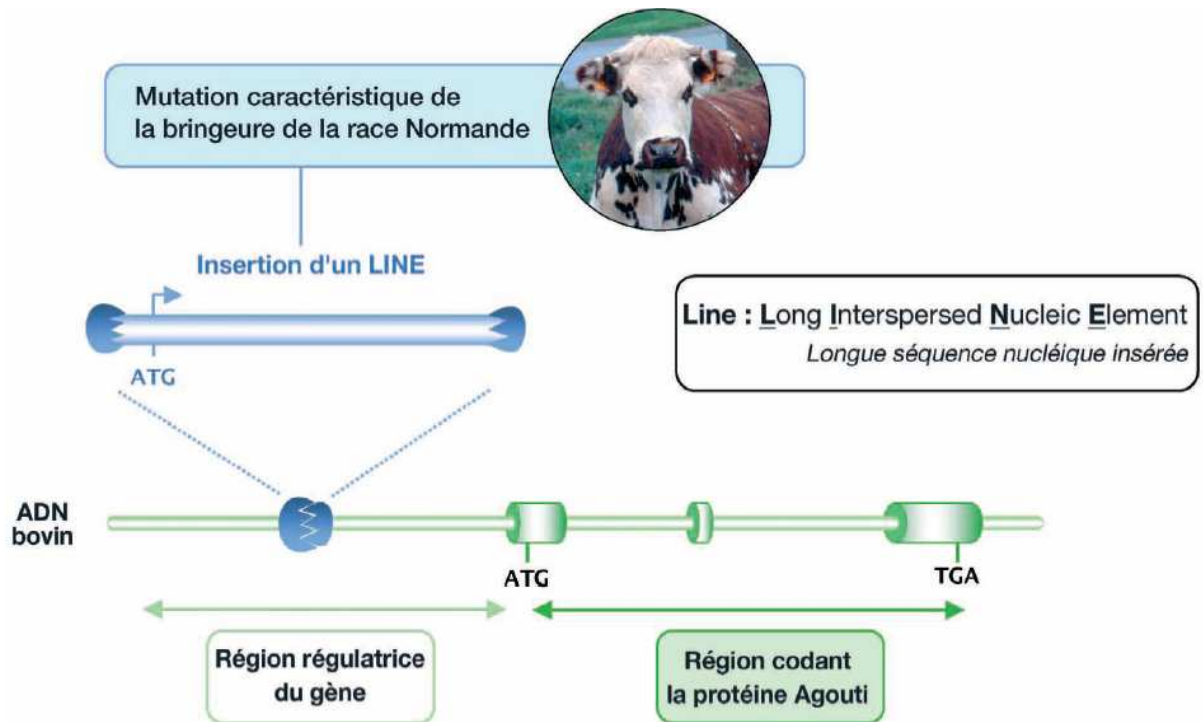 Mutation caractéristique de
la bringeure de la race Normande
Insertion d'un LINE
ATG
Line : Long Interspersed Nucleic Element
Longue séquence nucléique insérée
ADN
bovin
ATG
TGA
Région régulatrice
du gène
Région codant
la protéine Agouti